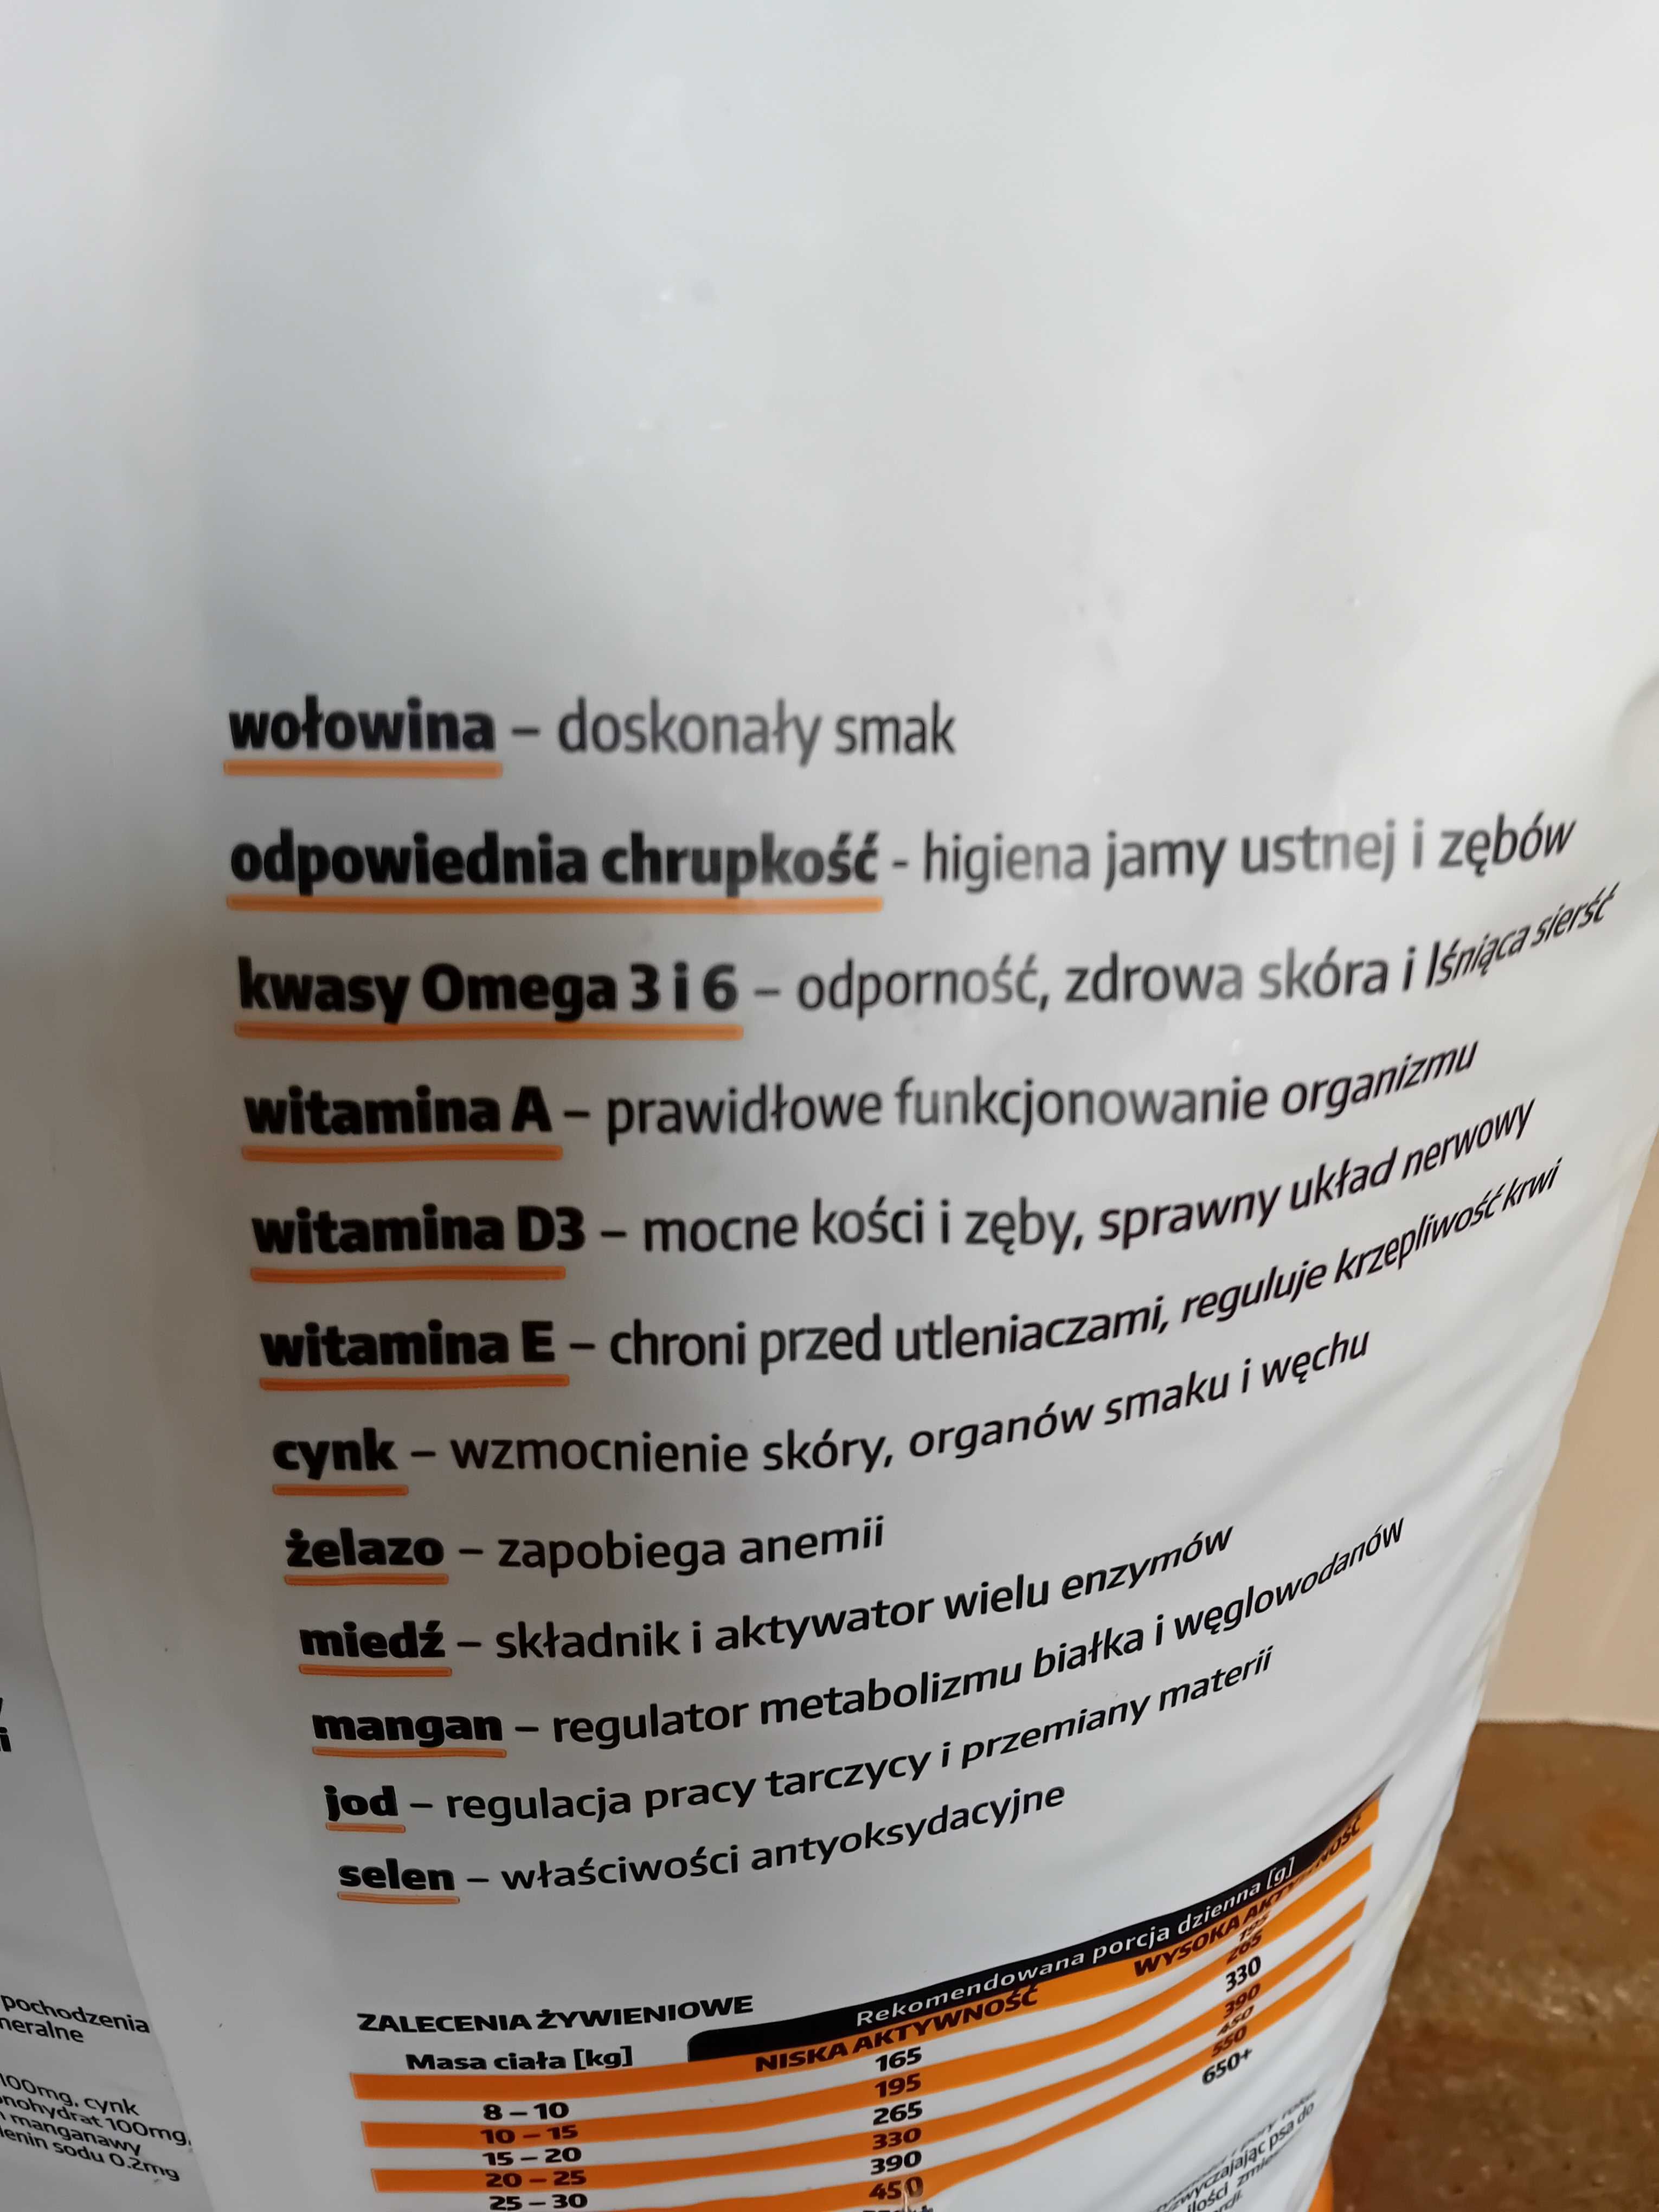 wołowina – doskonały smak
odpowiednia chrupkość - higiena jamy ustnej i zębów
kwasy Omega 3 i 6 – odporność, zdrowa skóra i lśniąca sierść
witamina A – prawidłowe funkcjonowanie organizmu
witamina D3 – mocne kości i zęby, sprawny układ nerwowy
witamina E – chroni przed utleniaczami, reguluje krzepliwość krwi
cynk – wzmocnienie skóry, organów smaku i węchu
żelazo – zapobiega anemii
miedź – składnik i aktywator wielu enzymów
mangan – regulator metabolizmu białka i węglowodanów
jod – regulacja pracy tarczycy i przemiany materii
selen – właściwości antyoksydacyjne
pochodzenia
neralne
100mg, cynk
nohydrat 100mg,
manganawy
lenin sodu 0.2mg
ZALECENIA ŻYWIENIOWE
Rekomendowana porcja dzienna [g]
Masa ciała [kg] NISKA AKTYWNOŚĆ WYSOKA AKTYWNOŚĆ
165 195
8 – 10 195 265
10 – 15 265 330
15 – 20 330 390
20 – 25 390 450
25 – 30 450 550
650+
psa do
ilości